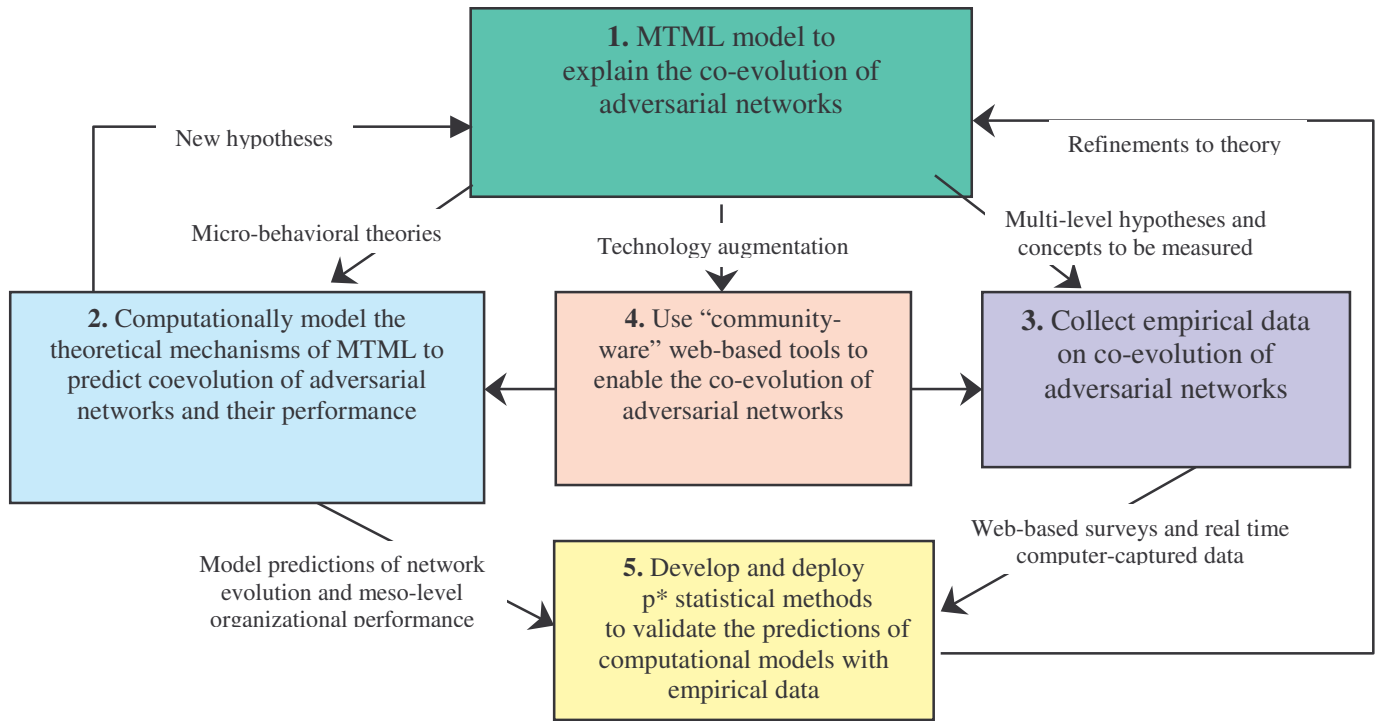 1. MTML model to
explain the co-evolution of
adversarial networks
New hypotheses
Refinements to theory
Micro-behavioral theories
Technology augmentation
Multi-level hypotheses and
concepts to be measured
2. Computationally model the
theoretical mechanisms of MTML to
predict coevolution of adversarial
networks and their performance
4. Use “community-
ware” web-based tools to
enable the co-evolution of
adversarial networks
3. Collect empirical data
on co-evolution of
adversarial networks
Model predictions of network
evolution and meso-level
organizational performance
Web-based surveys and real time
computer-captured data
5. Develop and deploy
p* statistical methods
to validate the predictions of
computational models with
empirical data